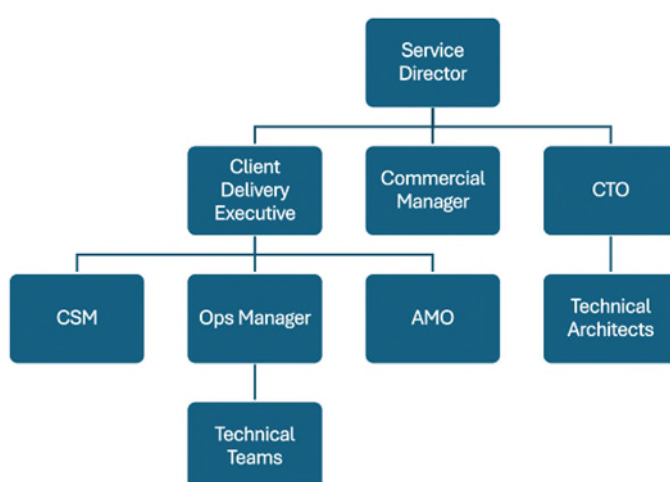 Service
Director
Client
Delivery
Executive
Commercial
Manager
CTO
CSM
Ops Manager
AMO
Technical
Architects
Technical
Teams